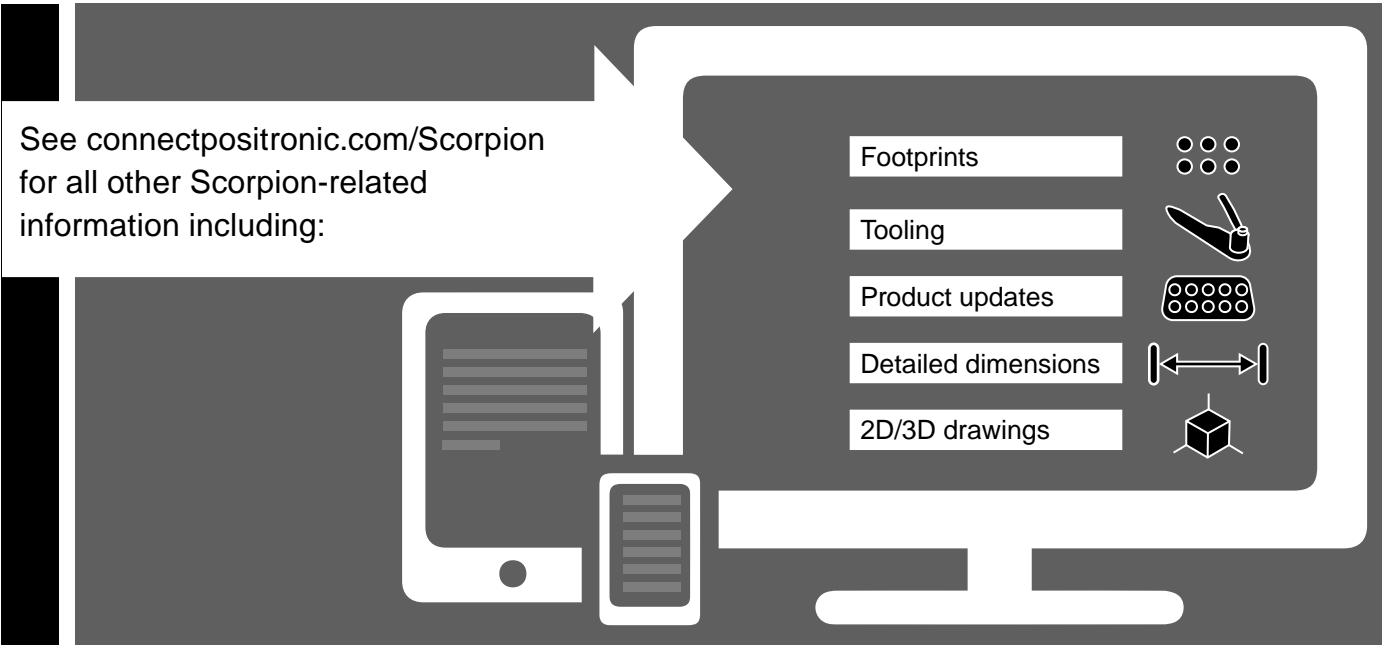 See connectpositronic.com/Scorpion
for all other Scorpion-related
information including:
Footprints
Tooling
Product updates
Detailed dimensions
2D/3D drawings